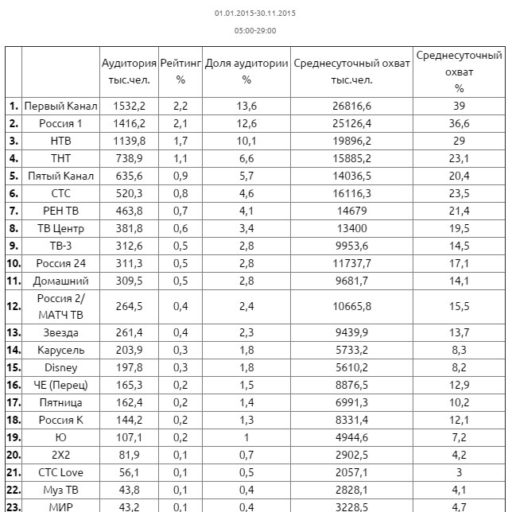 01.01.2015-30.11.2015
05:00-29:00
Аудитория тыс.чел. Рейтинг % Доля аудитории % Среднесуточный охват тыс.чел. Среднесуточный охват %
1. Первый Канал 1532,2 2,2 13,6 26816,6 39
2. Россия 1 1416,2 2,1 12,6 25126,4 36,6
3. НТВ 1139,8 1,7 10,1 19896,2 29
4. ТНТ 738,9 1,1 6,6 15885,2 23,1
5. Пятый Канал 635,6 0,9 5,7 14036,5 20,4
6. СТС 520,3 0,8 4,6 16116,3 23,5
7. РЕН ТВ 463,8 0,7 4,1 14679 21,4
8. ТВ Центр 381,8 0,6 3,4 13400 19,5
9. ТВ-3 312,6 0,5 2,8 9953,6 14,5
10. Россия 24 311,3 0,5 2,8 11737,7 17,1
11. Домашний 309,5 0,5 2,8 9681,7 14,1
12. Россия 2/ МАТЧ ТВ 264,5 0,4 2,4 10665,8 15,5
13. Звезда 261,4 0,4 2,3 9439,9 13,7
14. Карусель 203,9 0,3 1,8 5733,2 8,3
15. Disney 197,8 0,3 1,8 5610,2 8,2
16. ЧЕ (Перец) 165,3 0,2 1,5 8876,5 12,9
17. Пятница 162,4 0,2 1,4 6991,3 10,2
18. Россия К 144,2 0,2 1,3 8331,4 12,1
19. Ю 107,1 0,2 1 4944,6 7,2
20. 2X2 81,9 0,1 0,7 2902,5 4,2
21. СТС Love 56,1 0,1 0,5 2057,1 3
22. Муз ТВ 43,8 0,1 0,4 2828,1 4,1
23. МИР 43,2 0,1 0,4 3228,5 4,7